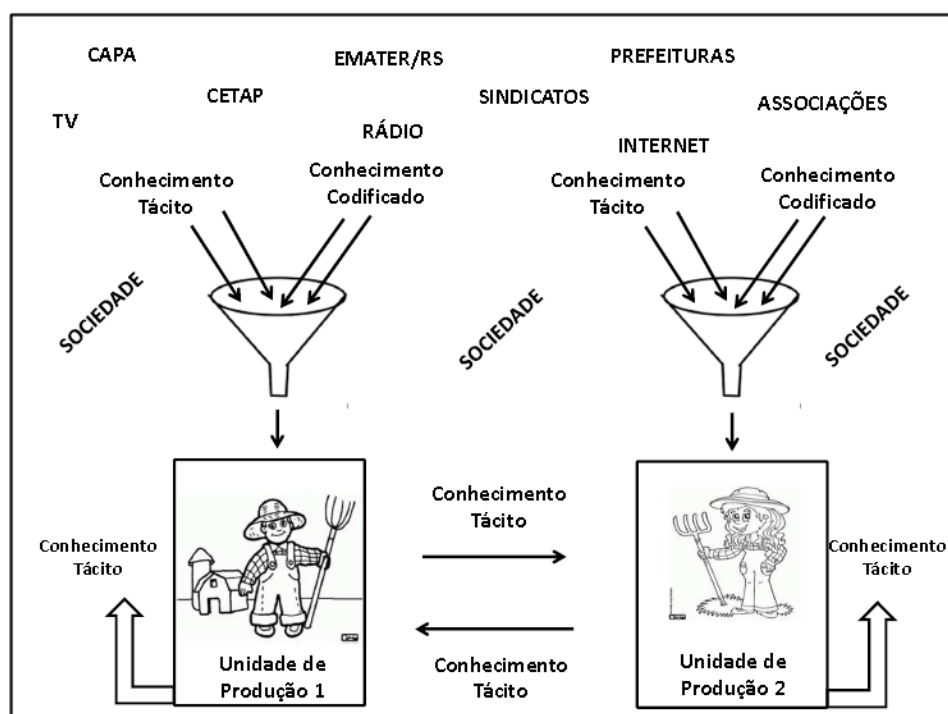 CAPA
EMATER/RS
PREFEITURAS
CETAP
SINDICATOS
ASSOCIAÇÕES
TV
RÁDIO
INTERNET
Conhecimento
Tácito
Conhecimento
Codificado
Conhecimento
Tácito
Conhecimento
Codificado
SOCIEDADE
SOCIEDADE
SOCIEDADE
Conhecimento
Tácito
Conhecimento
Tácito
Conhecimento
Tácito
Conhecimento
Tácito
Unidade de
Produção 1
Unidade de
Produção 2